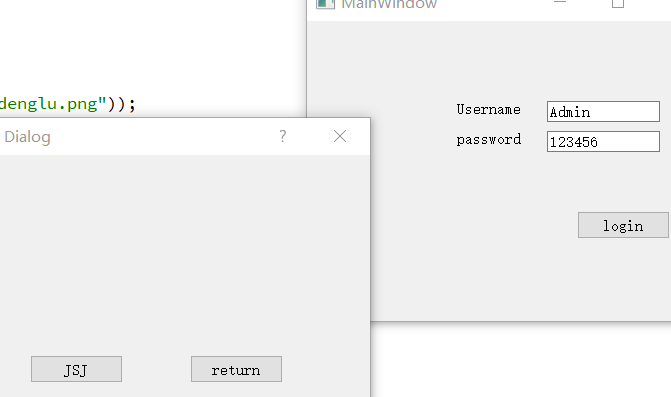 MainWindow
denglu.png"));
Username Admin
Dialog ?
password 123456
login
JSJ return